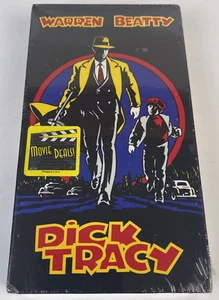 WARREN BEATTY
MOVIE DEALS!
DICK
TRACY